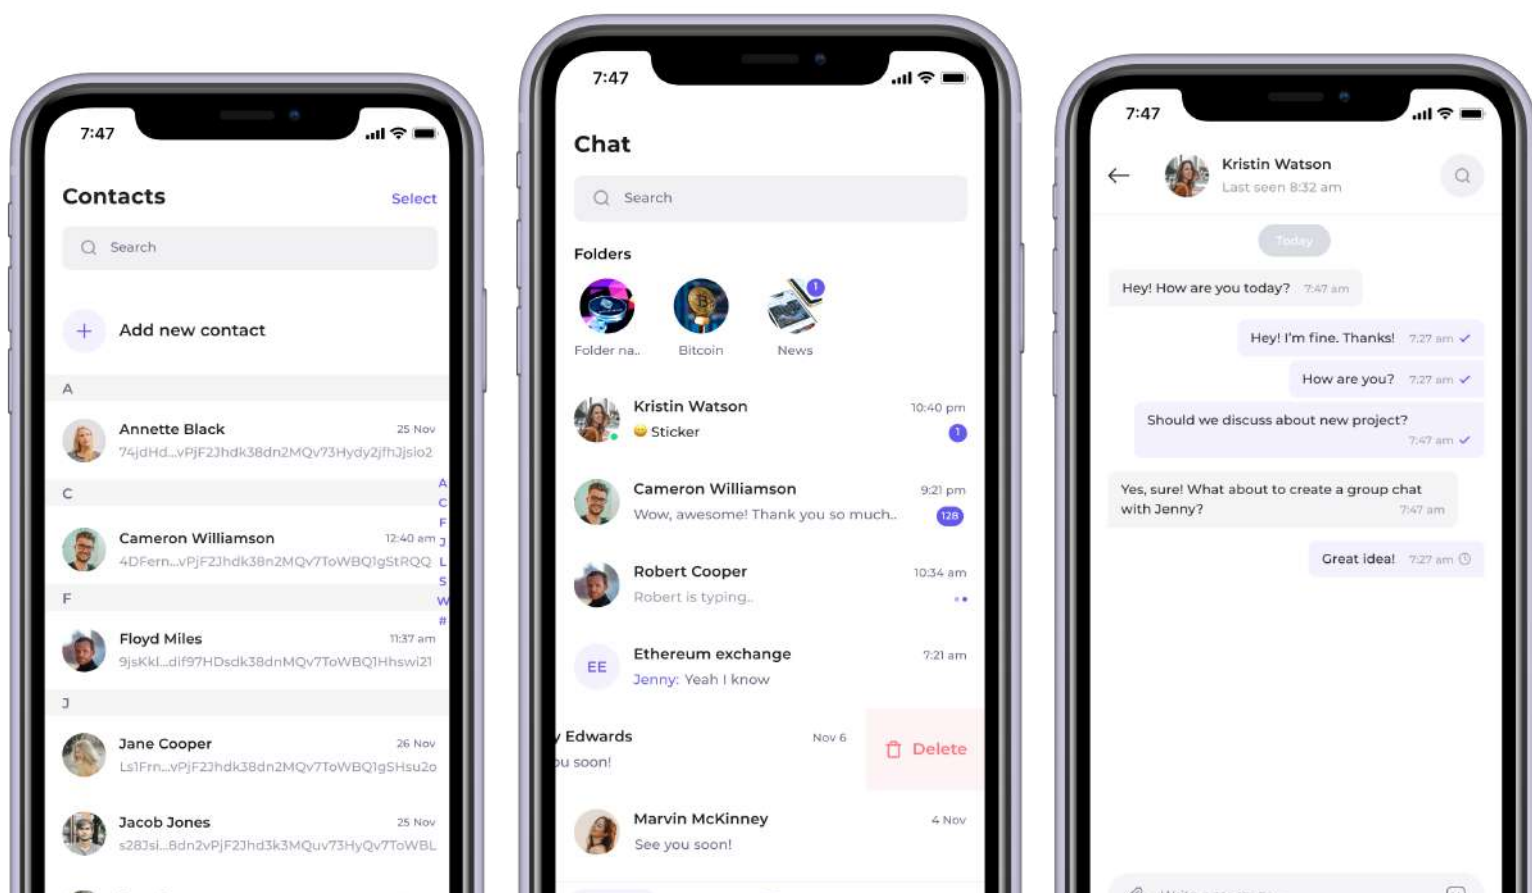 7:47
Contacts
Select
Search
Add new contact
A
Annette Black
25 Nov
74jdHd...vPjF2Jhdk38dn2MQv73Hydy2jfhJjsio2
C
Cameron Williamson
12:40 am
4DFern...vPjF2Jhdk38n2MQv7ToWBQ1gStRQQ
F
Floyd Miles
11:37 am
9jsKkl...dif97HDsdk38dnMQv7ToWBQ1Hhswi21
J
Jane Cooper
26 Nov
Ls1Frn...vPjF2Jhdk38dn2MQv7ToWBQ1gSHsu2o
Jacob Jones
25 Nov
s28Jsi...8dn2vPjF2Jhd3k3MQuv73HyQv7ToWBL
A
C
F
J
L
S
W
#
7:47
Chat
Search
Folders
1
Folder na..
Bitcoin
News
Kristin Watson
10:40 pm
Sticker
1
Cameron Williamson
9:21 pm
Wow, awesome! Thank you so much..
128
Robert Cooper
10:34 am
Robert is typing..
EE
Ethereum exchange
7:21 am
Jenny: Yeah I know
Edwards
Nov 6
soon!
Delete
Marvin McKinney
4 Nov
See you soon!
7:47
Kristin Watson
Last seen 8:32 am
Today
Hey! How are you today? 7:47 am
Hey! I'm fine. Thanks! 7:27 am
How are you? 7:27 am
Should we discuss about new project?
7:47 am
Yes, sure! What about to create a group chat
with Jenny? 7:47 am
Great idea! 7:27 am